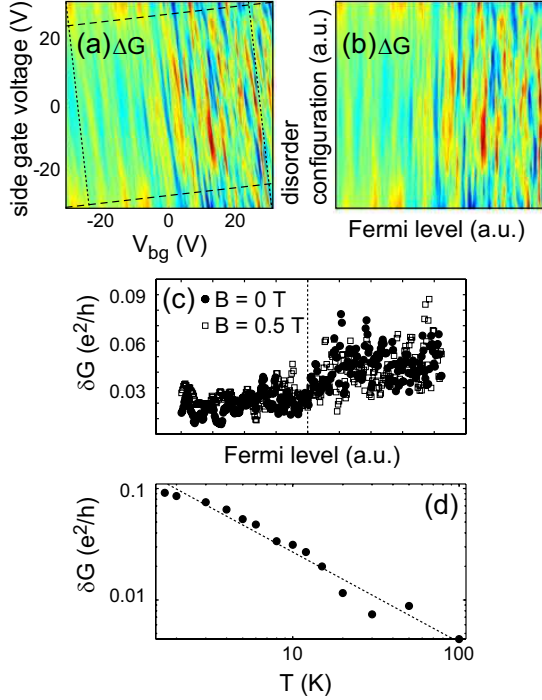 (a) ΔG
(b) ΔG
side gate voltage (V)
20
0
-20
-20
0
20
V_bg (V)
disorder
configuration (a.u.)
Fermi level (a.u.)
(c)
● B = 0 T
□ B = 0.5 T
δG (e²/h)
0.09
0.06
0.03
Fermi level (a.u.)
(d)
δG (e²/h)
0.1
0.01
10
100
T (K)